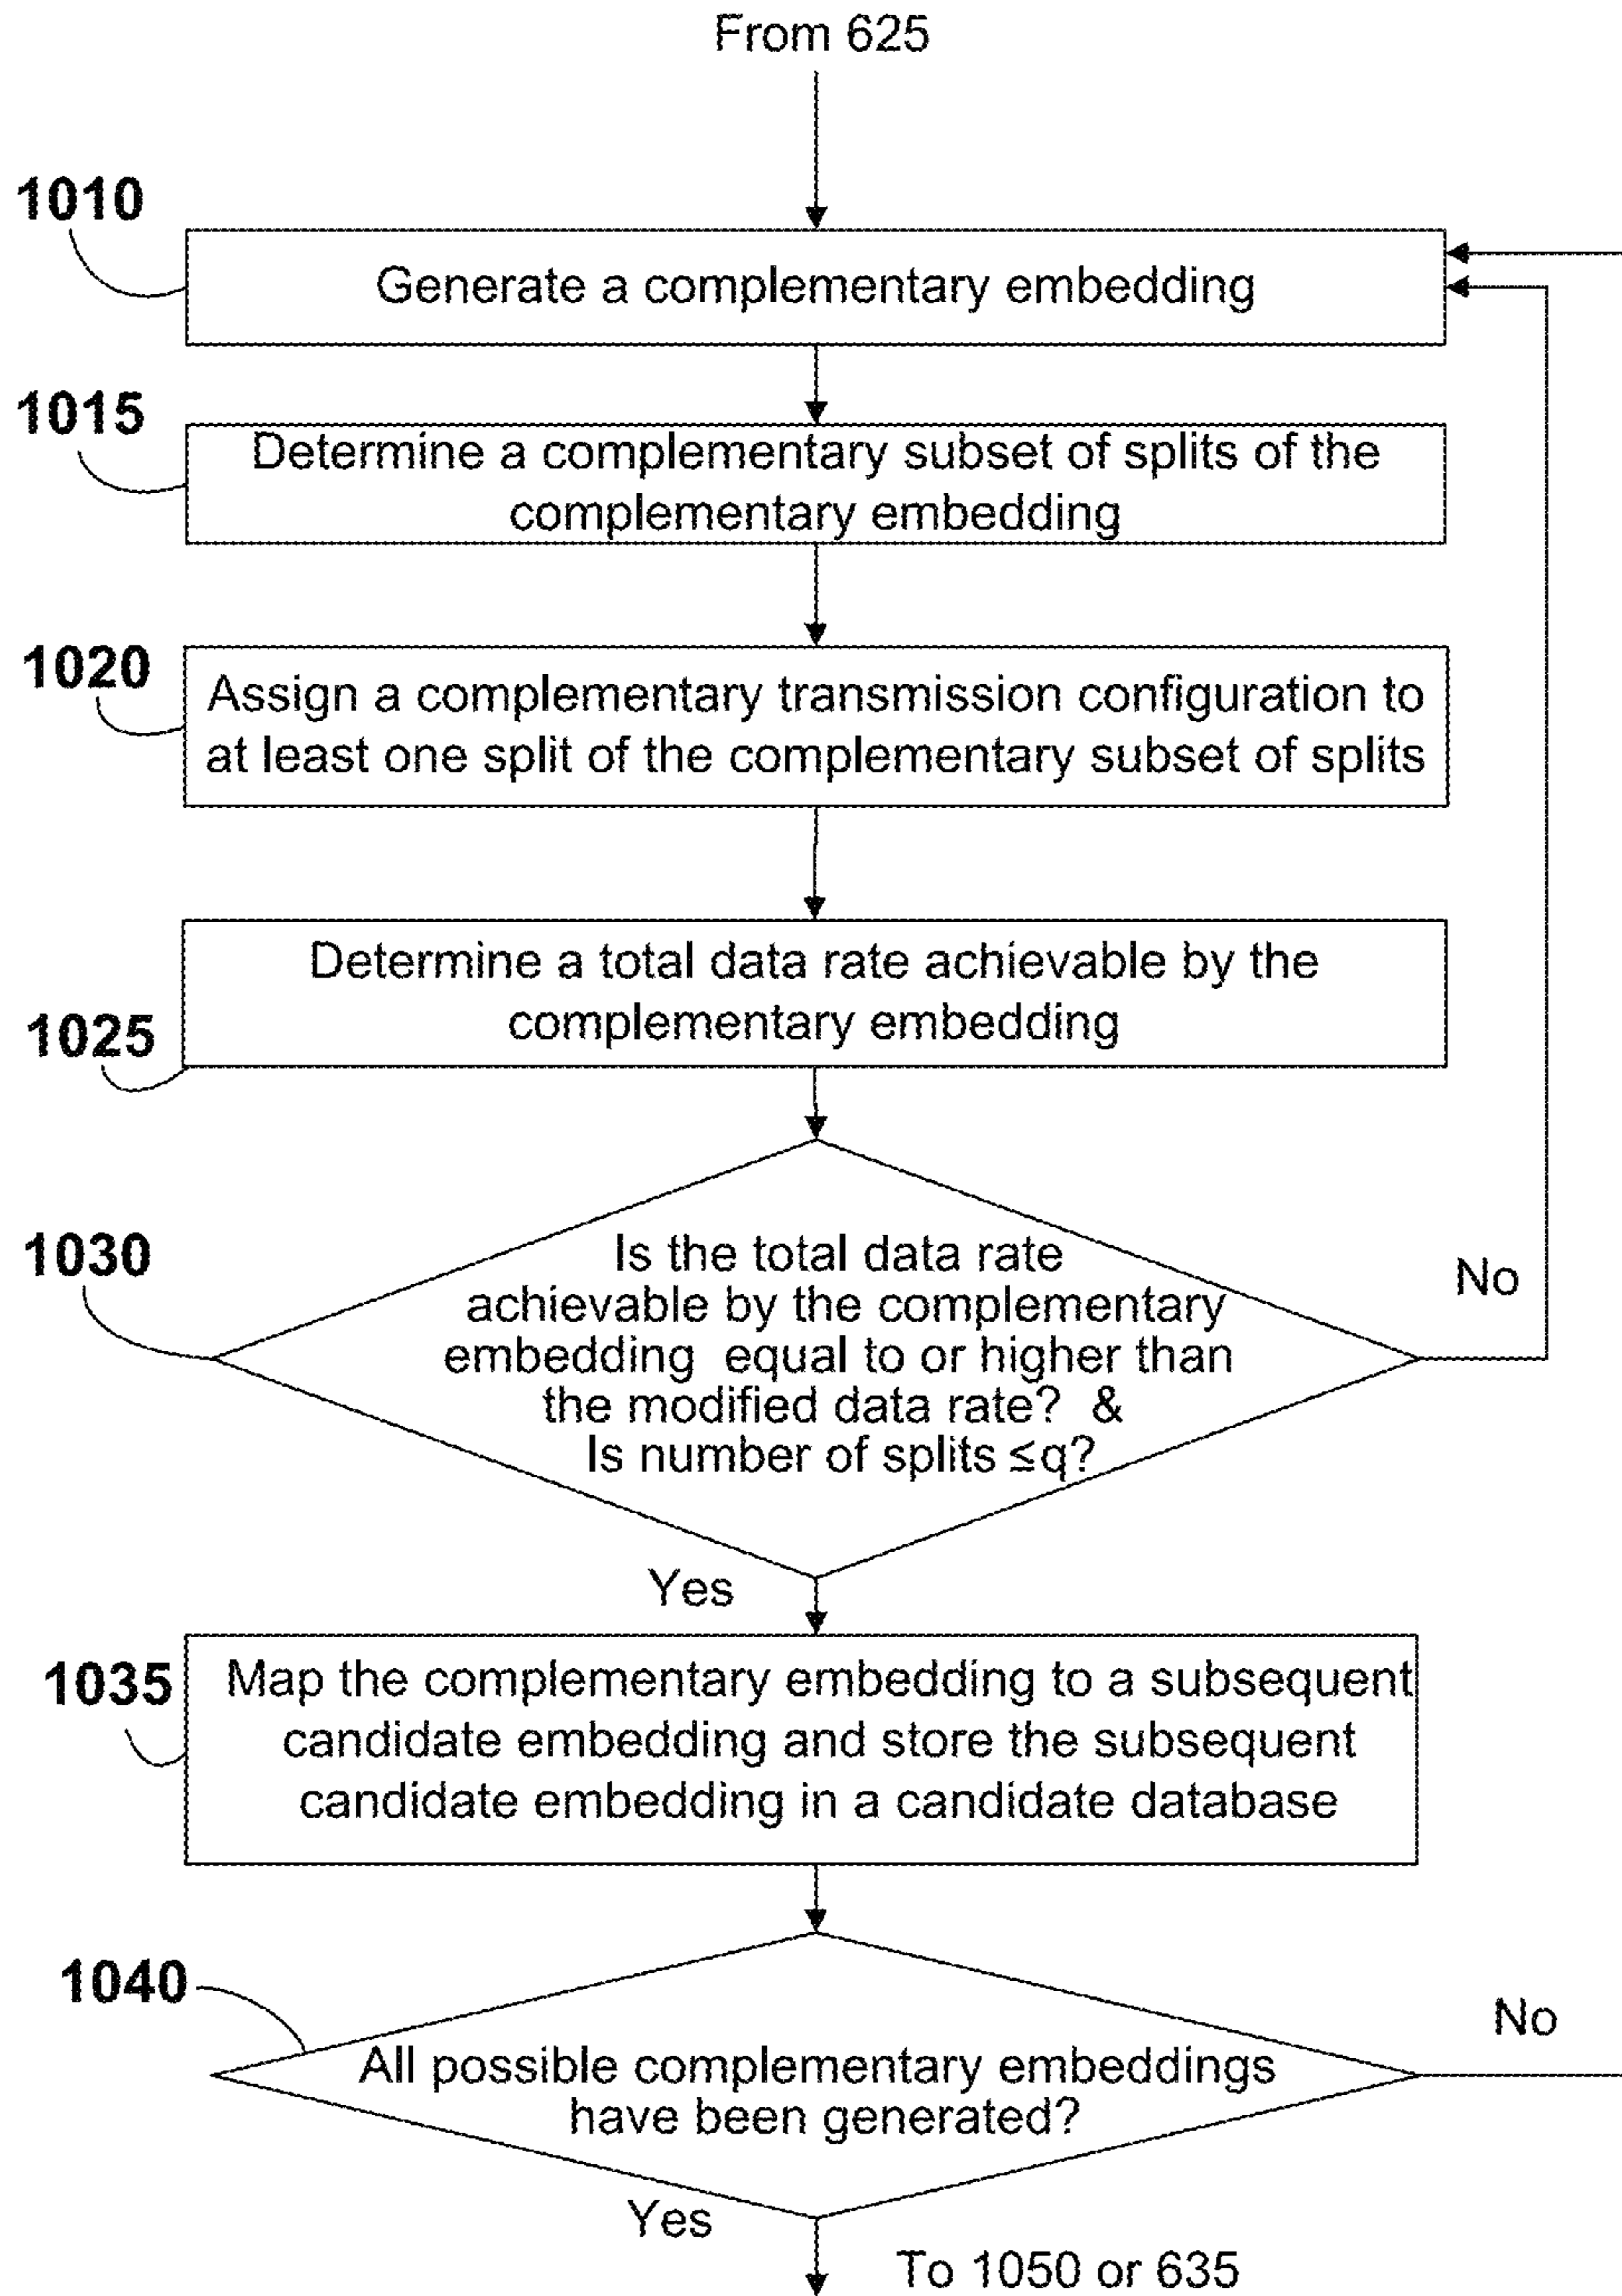 From 625
1010
Generate a complementary embedding
1015
Determine a complementary subset of splits of the
complementary embedding
1020
Assign a complementary transmission configuration to
at least one split of the complementary subset of splits
Determine a total data rate achievable by the
complementary embedding
1025
1030
Is the total data rate
achievable by the complementary
embedding equal to or higher than
the modified data rate? &
Is number of splits ≤q?
No
Yes
1035
Map the complementary embedding to a subsequent
candidate embedding and store the subsequent
candidate embedding in a candidate database
1040
All possible complementary embeddings
have been generated?
No
Yes
To 1050 or 635